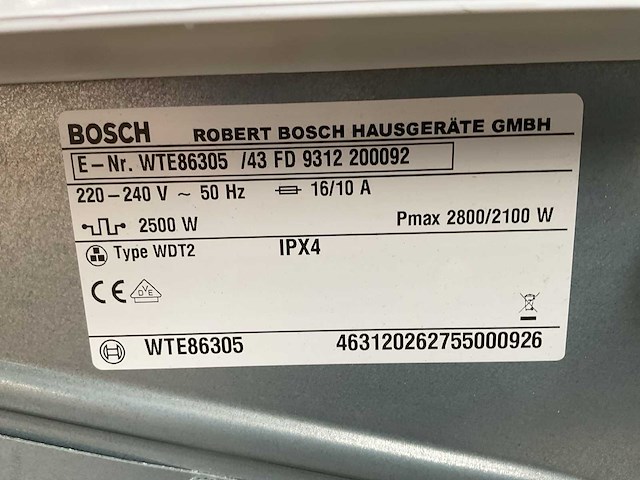 BOSCH ROBERT BOSCH HAUSGERÄTE GMBH
E-Nr. WTE86305 /43 FD 9312 200092
220-240 V ~ 50 Hz 16/10 A
2500 W Pmax 2800/2100 W
Type WDT2 IPX4
CE DVE
WTE86305 463120262755000926